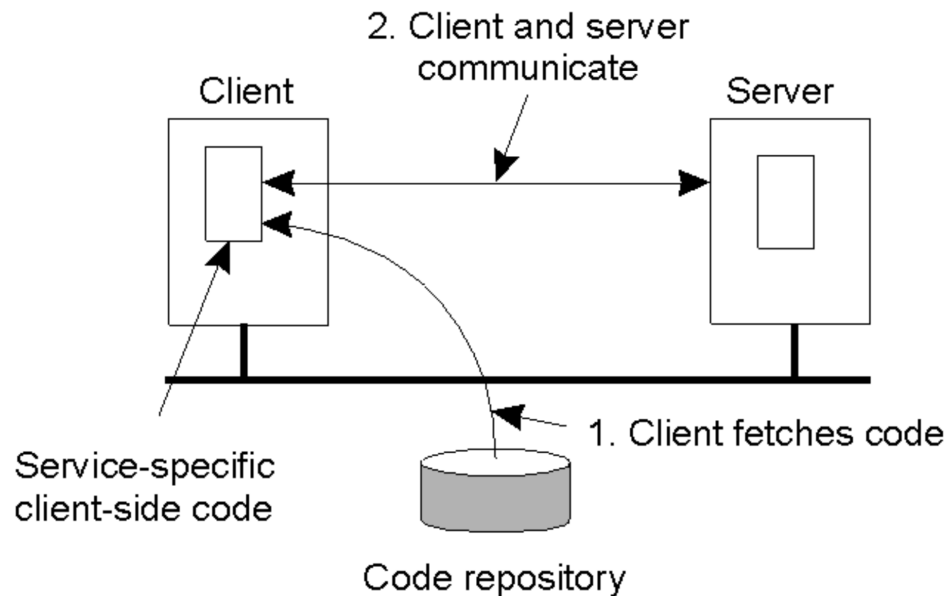 2. Client and server
communicate
Client
Server
1. Client fetches code
Service-specific
client-side code
Code repository